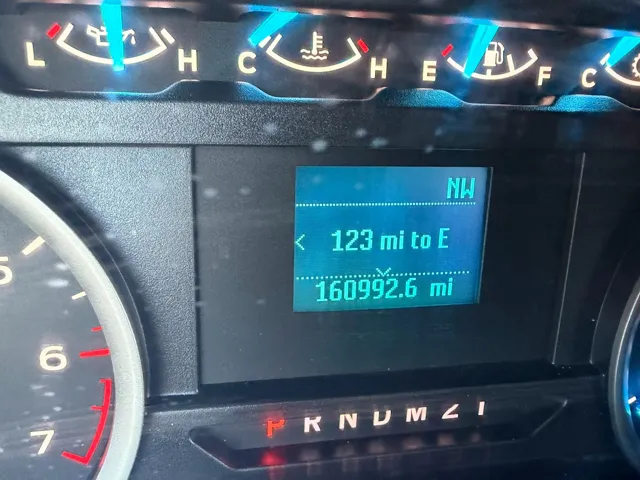 L H C H E F C
NW
< 123 mi to E
160992.6 mi
5
6
7
P R N D M 2 1